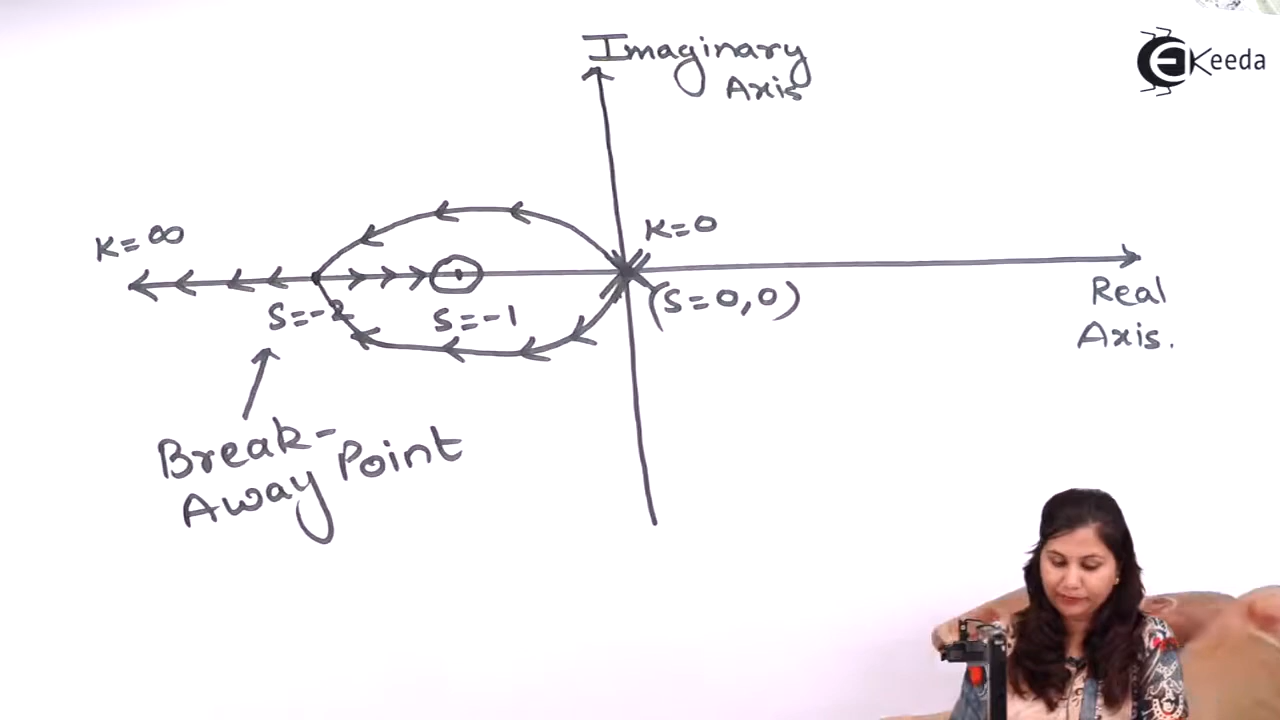 Imaginary
Axis
Keeda
K=∞
K=0
S=-2
S=-1
(S=0,0)
Real
Axis.
Break-
Away Point